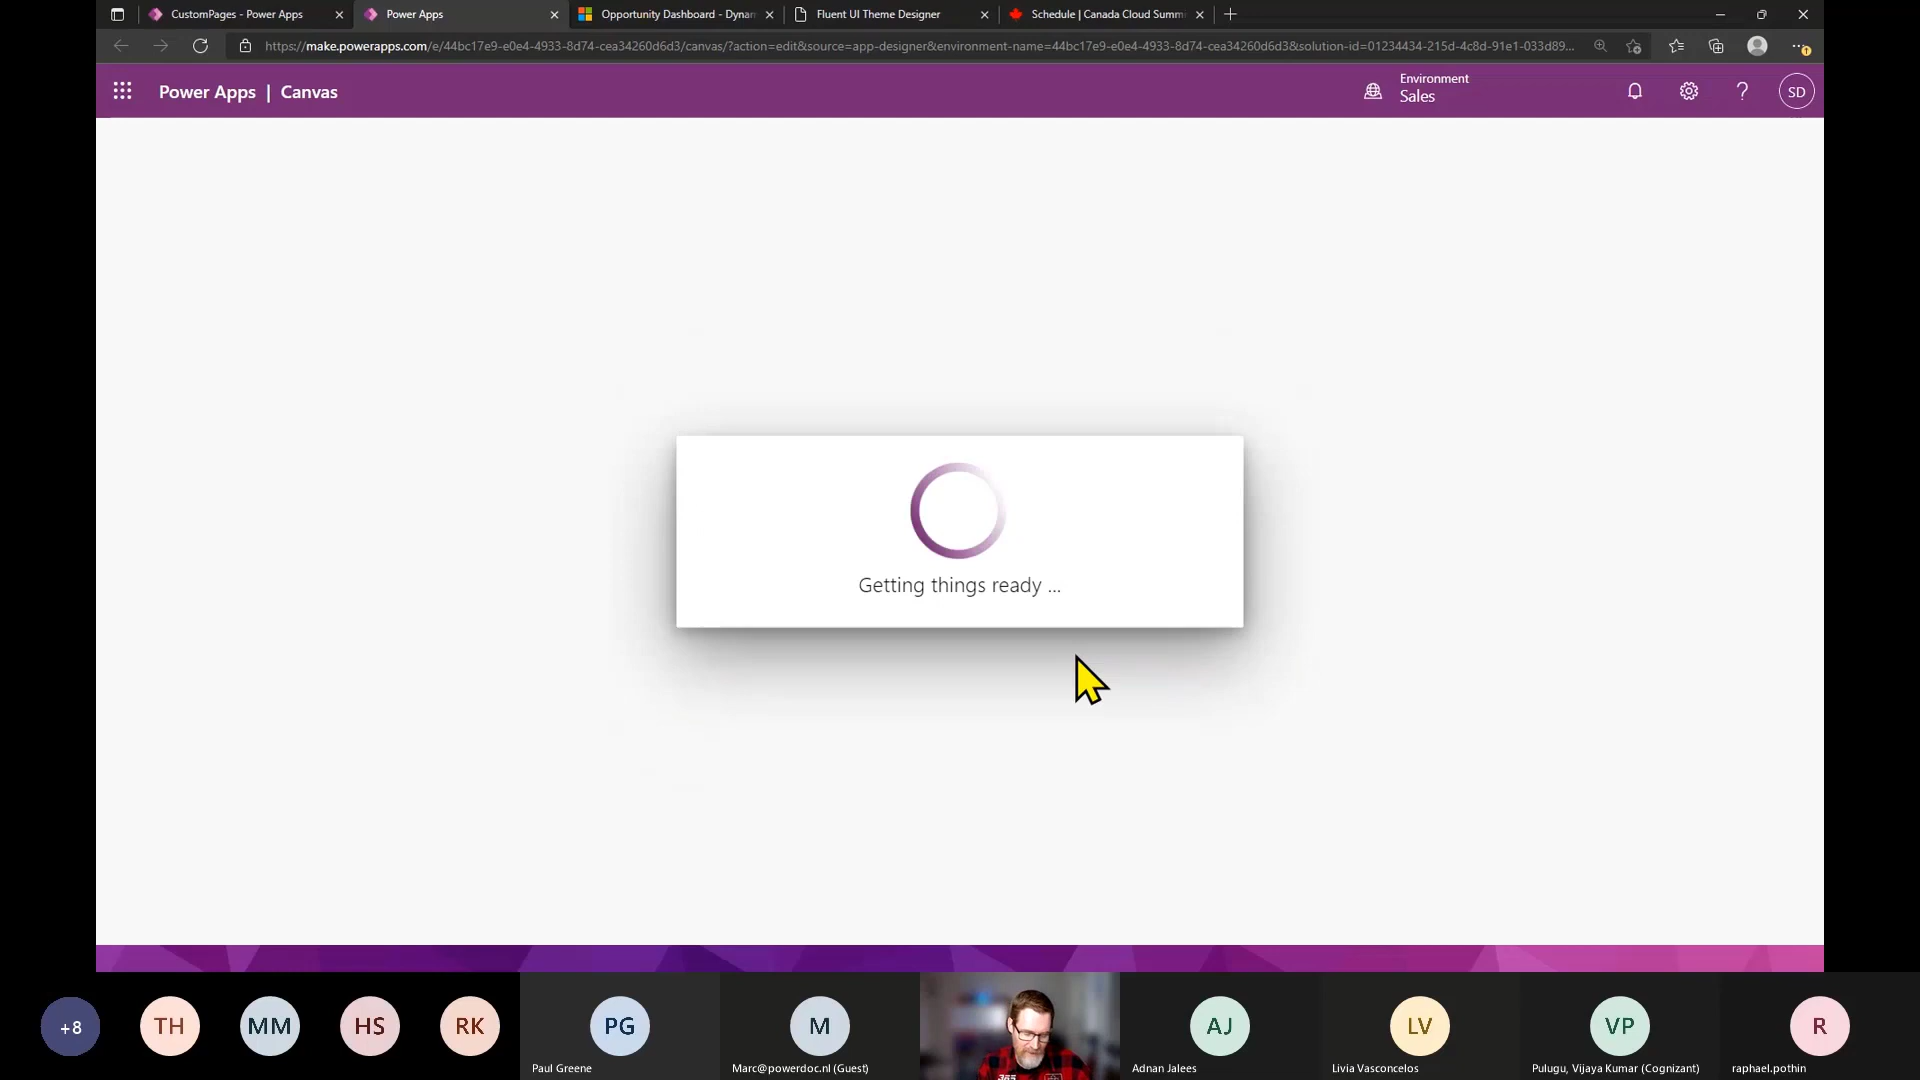 CustomPages - Power Apps
Power Apps
Opportunity Dashboard - Dynan
Fluent UI Theme Designer
Schedule | Canada Cloud Summi
https://make.powerapps.com/e/44bc17e9-e0e4-4933-8d74-cea34260d6d3/canvas/?action=edit&source=app-designer&environment-name=44bc17e9-e0e4-4933-8d74-cea34260d6d3&solution-id=01234434-215d-4c8d-91e1-033d89...
Power Apps | Canvas
Environment
Sales
SD
Getting things ready ...
+8
TH
MM
HS
RK
PG
M
AJ
LV
VP
R
365
Paul Greene
Marc@powerdoc.nl (Guest)
Adnan Jalees
Livia Vasconcelos
Pulugu, Vijaya Kumar (Cognizant)
raphael.pothin